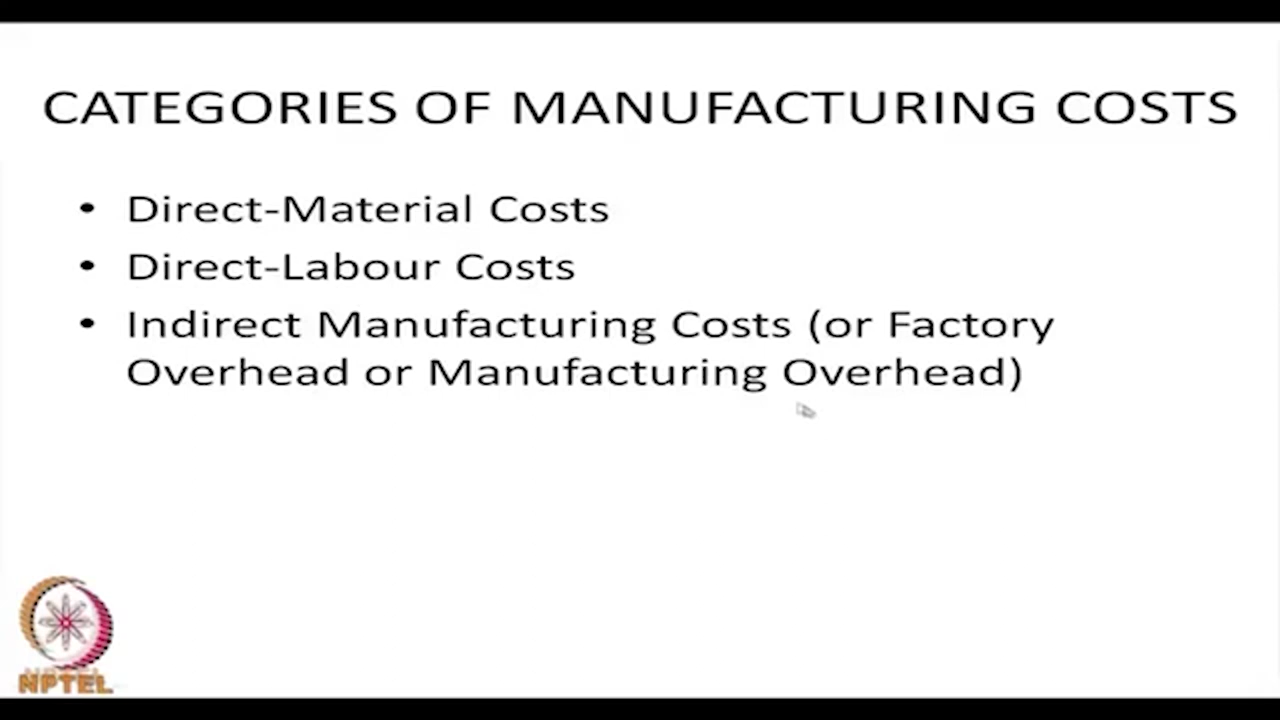 CATEGORIES OF MANUFACTURING COSTS
• Direct-Material Costs
• Direct-Labour Costs
• Indirect Manufacturing Costs (or Factory
Overhead or Manufacturing Overhead)
NPTEL